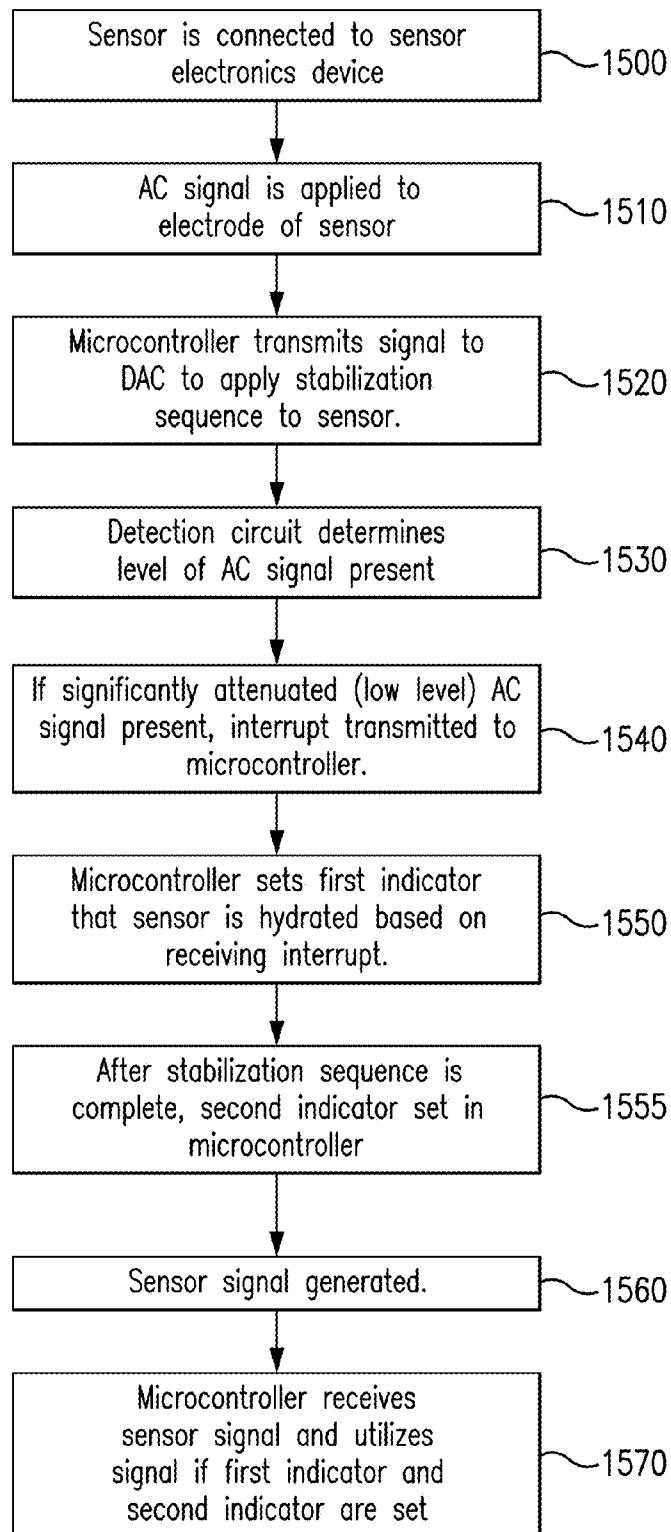 Sensor is connected to sensor
electronics device
1500
AC signal is applied to
electrode of sensor
1510
Microcontroller transmits signal to
DAC to apply stabilization
sequence to sensor.
1520
Detection circuit determines
level of AC signal present
1530
If significantly attenuated (low level) AC
signal present, interrupt transmitted to
microcontroller.
1540
Microcontroller sets first indicator
that sensor is hydrated based on
receiving interrupt.
1550
After stabilization sequence is
complete, second indicator set in
microcontroller
1555
Sensor signal generated.
1560
Microcontroller receives
sensor signal and utilizes
signal if first indicator and
second indicator are set
1570